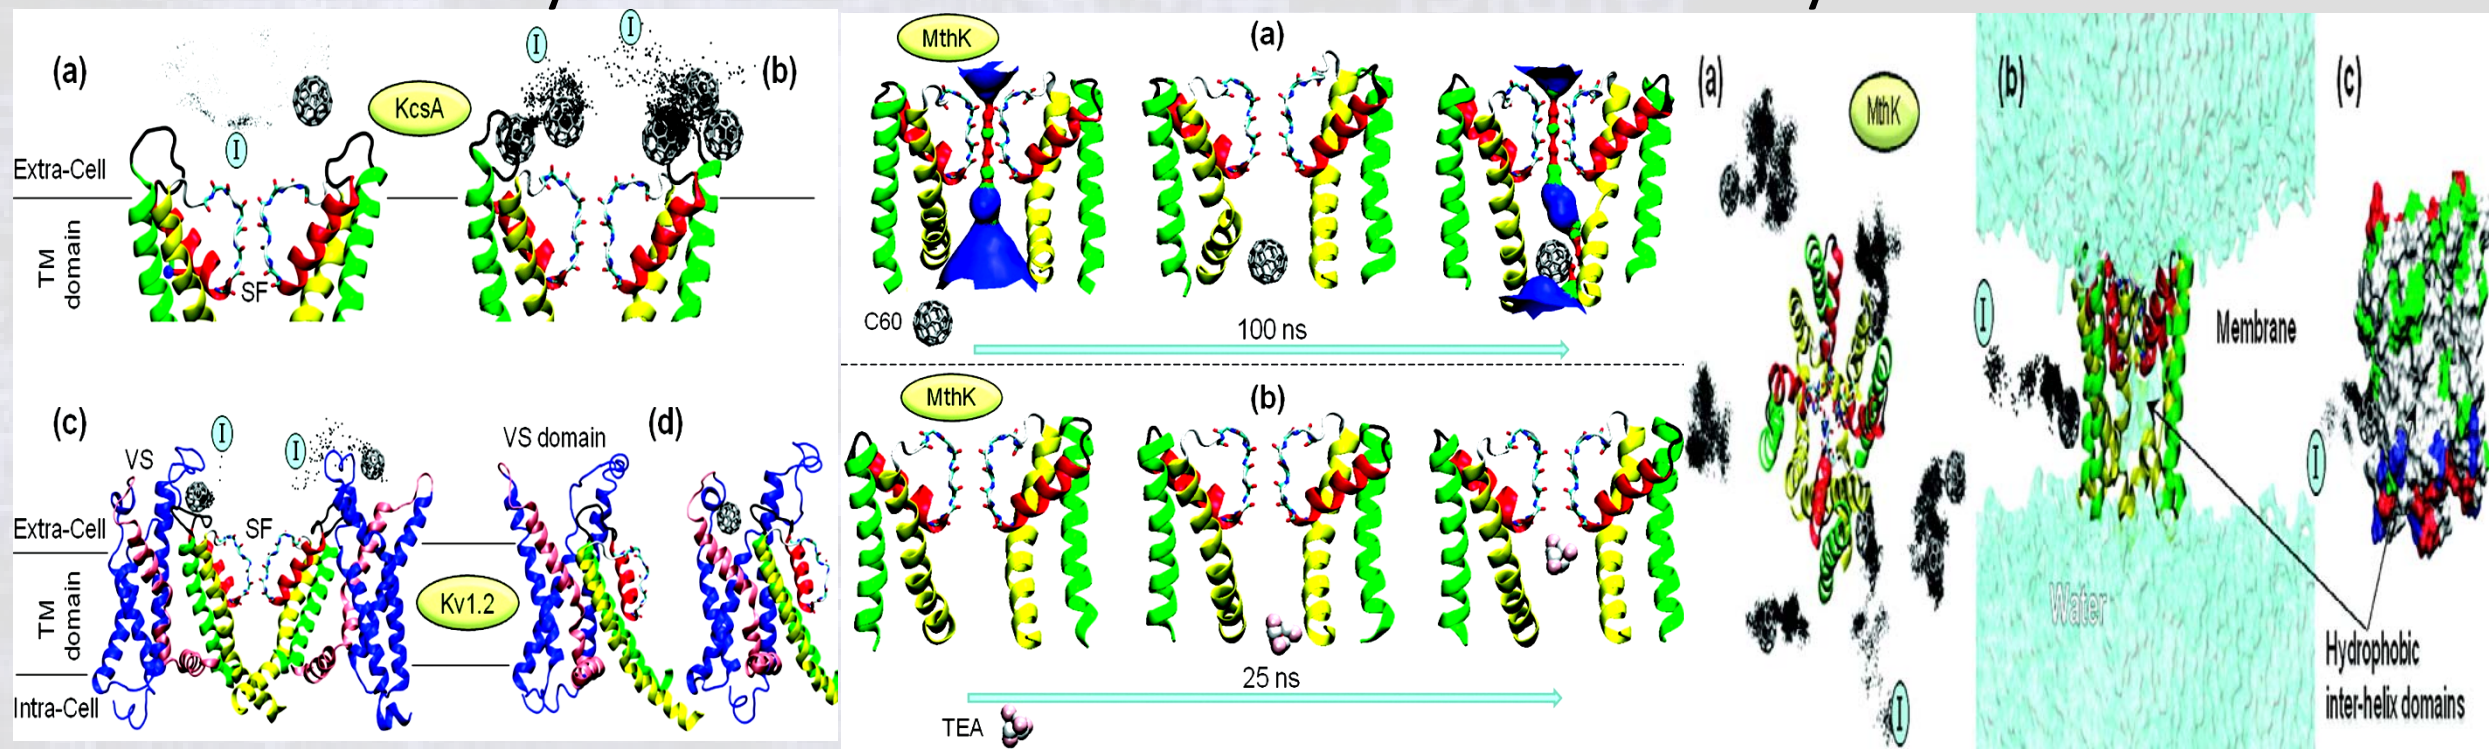 (a)
I
I
I
(b)
KcsA
Extra-Cell
TM
domain
SF
(c)
I
I
VS
VS domain
(d)
Extra-Cell
SF
TM
domain
Kv1.2
Intra-Cell
MthK
(a)
C60
100 ns
MthK
(b)
25 ns
TEA
(a)
MthK
I
(b)
I
Membrane
Water
(c)
I
Hydrophobic
inter-helix domains